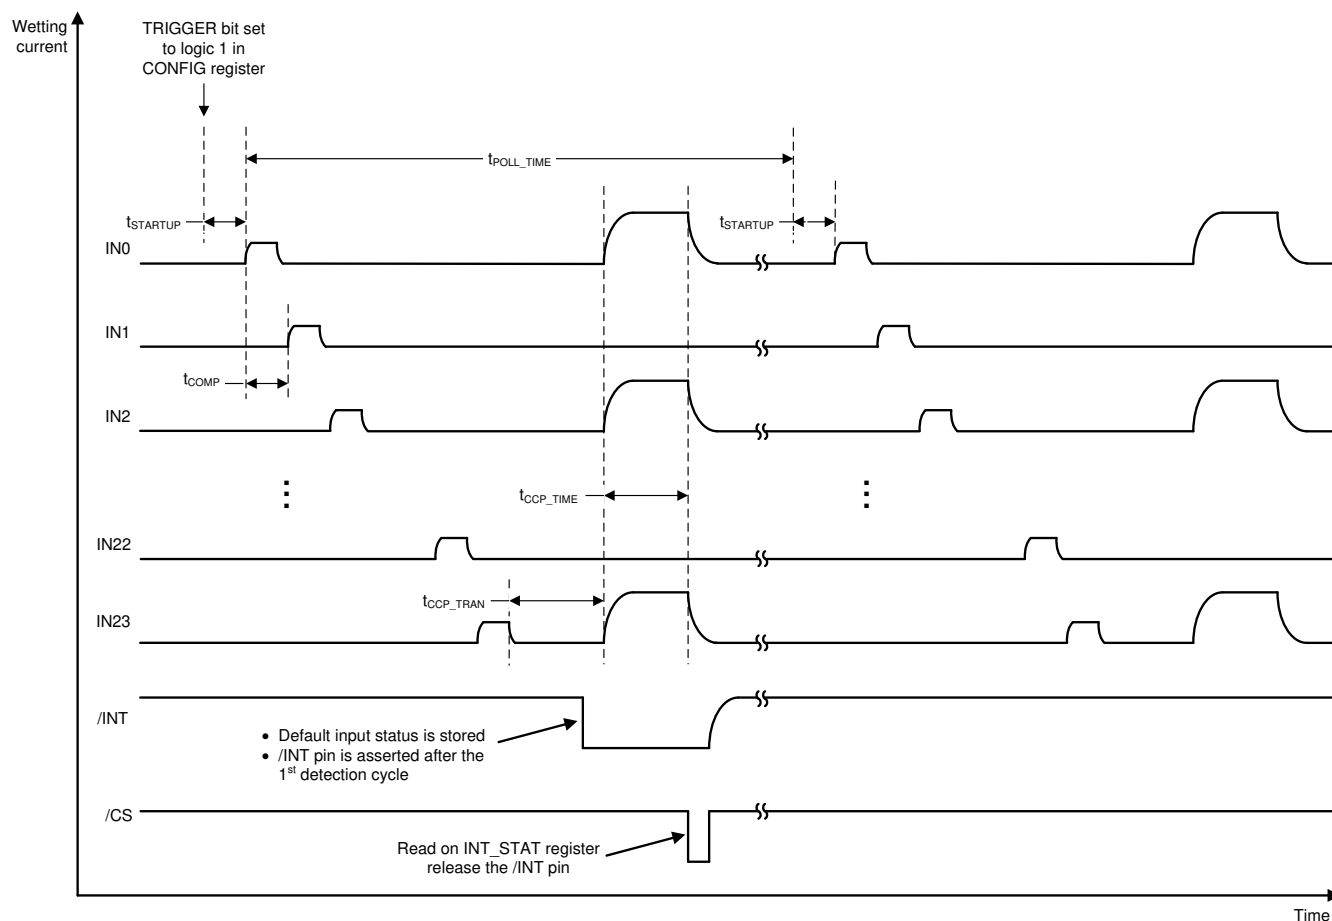 Wetting
current
TRIGGER bit set
to logic 1 in
CONFIG register
tPOLL_TIME
tSTARTUP
tSTARTUP
IN0
IN1
tCOMP
IN2
tCCP_TIME
IN22
tCCP_TRAN
IN23
/INT
• Default input status is stored
• /INT pin is asserted after the
1st detection cycle
/CS
Read on INT_STAT register
release the /INT pin
Time